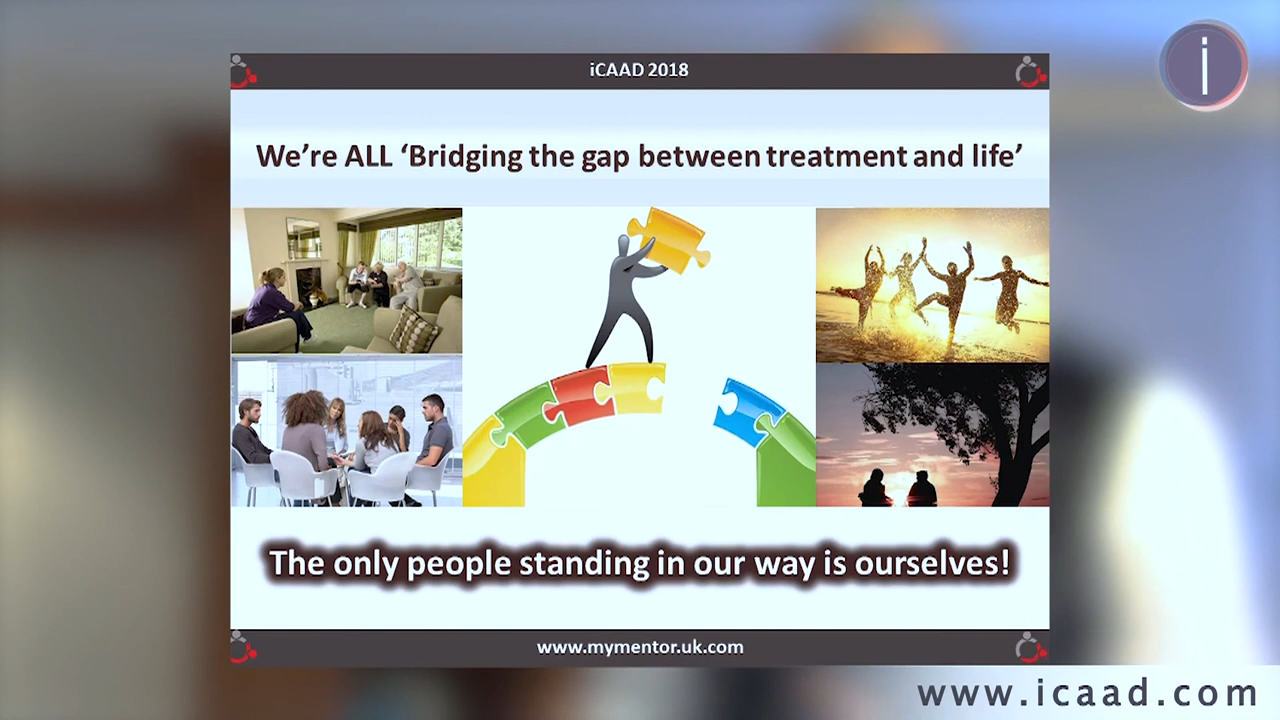 i
iCAAD 2018
We’re ALL ‘Bridging the gap between treatment and life’
The only people standing in our way is ourselves!
www.mymentor.uk.com
www.icaad.com